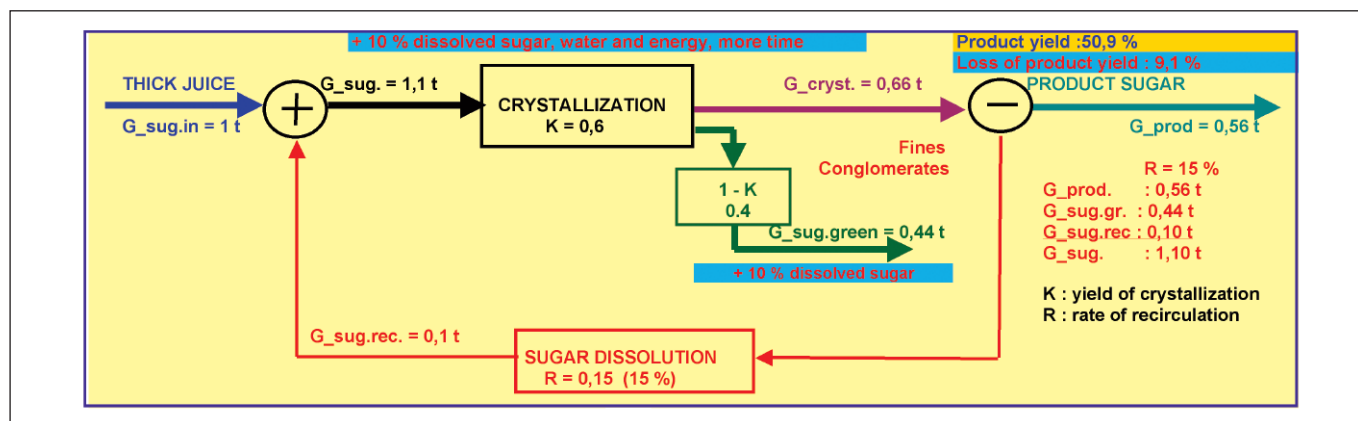 + 10 % dissolved sugar, water and energy, more time
Product yield :50,9 %
Loss of product yield : 9,1 %
THICK JUICE
G_sug. = 1,1 t
G_cryst. = 0,66 t
PRODUCT SUGAR
CRYSTALLIZATION
K = 0,6
G_sug.in = 1 t
G_prod = 0,56 t
Fines
Conglomerates
R = 15 %
G_prod. : 0,56 t
G_sug.gr. : 0,44 t
G_sug.rec : 0,10 t
G_sug. : 1,10 t
1 - K
0.4
G_sug.green = 0,44 t
+ 10 % dissolved sugar
K : yield of crystallization
R : rate of recirculation
G_sug.rec. = 0,1 t
SUGAR DISSOLUTION
R = 0,15 (15 %)